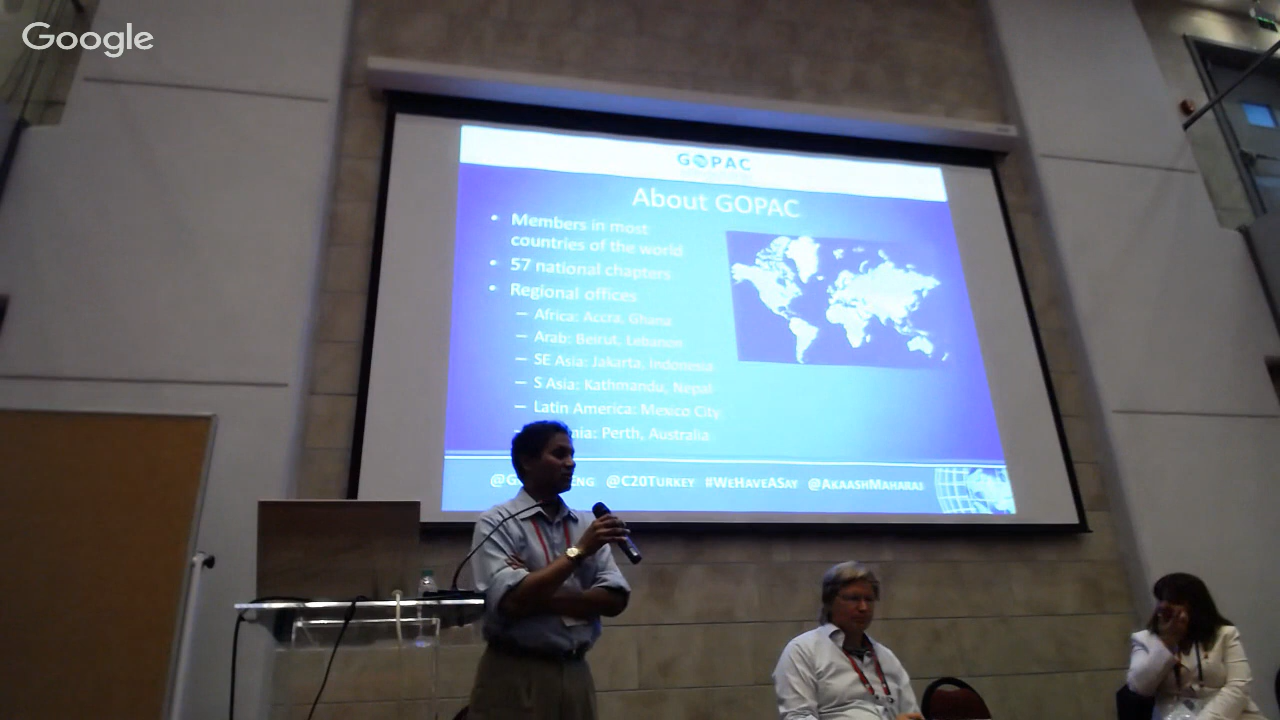 Google
GOPAC
About GOPAC
• Members in most
countries of the world
• 57 national chapters
• Regional offices
– Africa: Accra, Ghana
– Arab: Beirut, Lebanon
– SE Asia: Jakarta, Indonesia
– S Asia: Kathmandu, Nepal
– Latin America: Mexico City
Perth, Australia
@C20TURKEY #WEHAVEASAY @AKAASHMAHARAJ